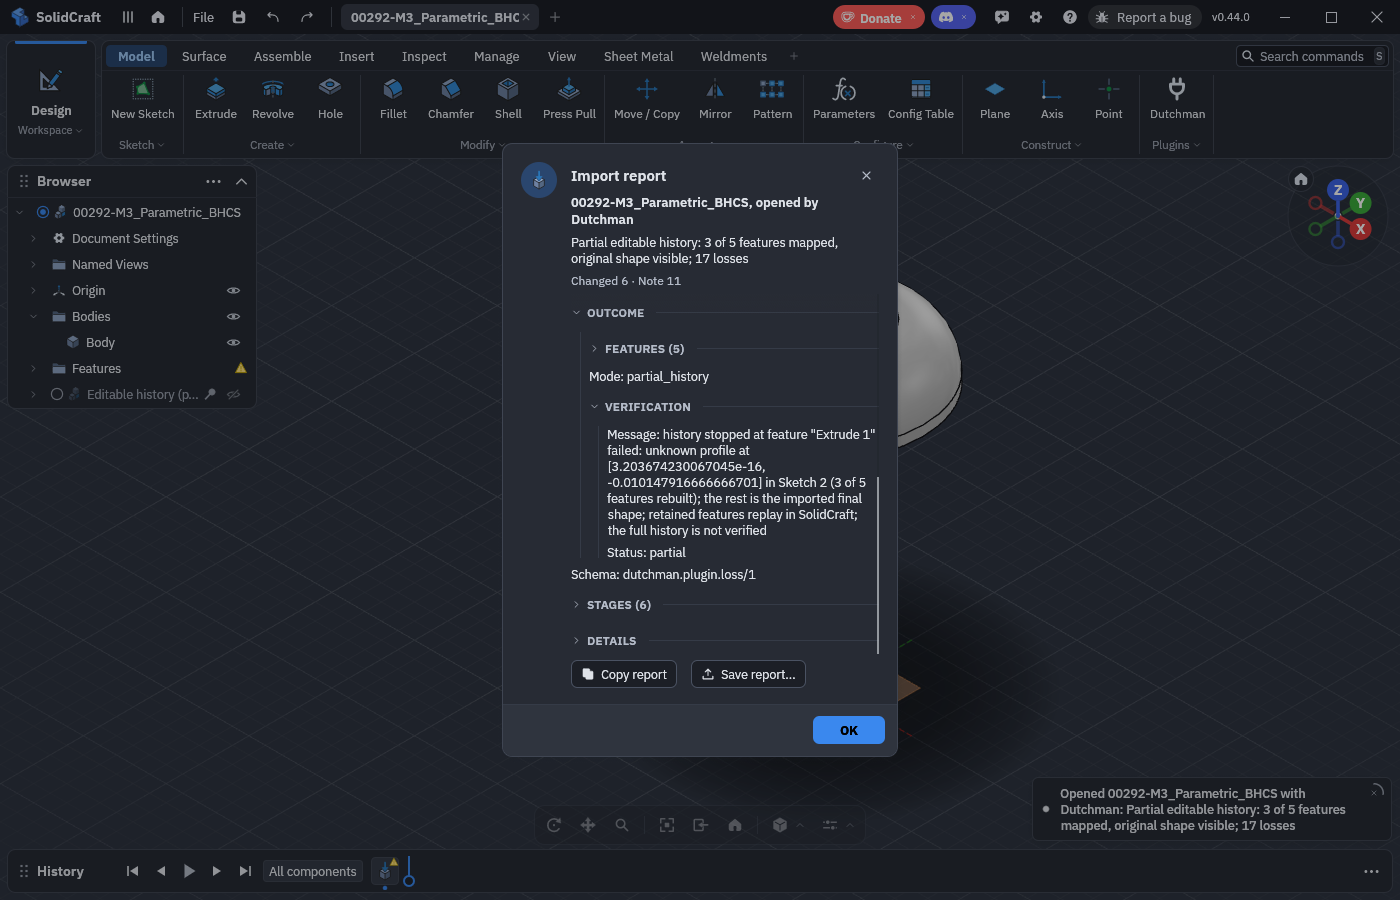 SolidCraft
File
00292-M3_Parametric_BHC
Donate
Report a bug
v0.44.0
Model
Surface
Assemble
Insert
Inspect
Manage
View
Sheet Metal
Weldments
Search commands
S
Design
Workspace
New Sketch
Extrude
Revolve
Hole
Fillet
Chamfer
Shell
Press Pull
Move / Copy
Mirror
Pattern
Parameters
Config Table
Plane
Axis
Point
Dutchman
Sketch
Create
Modify
Construct
Plugins
Browser
00292-M3_Parametric_BHCS
Document Settings
Named Views
Origin
Bodies
Body
Features
Editable history (p...
Z
Y
X
Import report
00292-M3_Parametric_BHCS, opened by
Dutchman
Partial editable history: 3 of 5 features mapped,
original shape visible; 17 losses
Changed 6 · Note 11
OUTCOME
FEATURES (5)
Mode: partial_history
VERIFICATION
Message: history stopped at feature "Extrude 1"
failed: unknown profile at
[3.203674230067045e-16,
-0.010147916666666701] in Sketch 2 (3 of 5
features rebuilt); the rest is the imported final
shape; retained features replay in SolidCraft;
the full history is not verified
Status: partial
Schema: dutchman.plugin.loss/1
STAGES (6)
DETAILS
Copy report
Save report...
OK
Opened 00292-M3_Parametric_BHCS with
Dutchman: Partial editable history: 3 of 5 features
mapped, original shape visible; 17 losses
History
All components